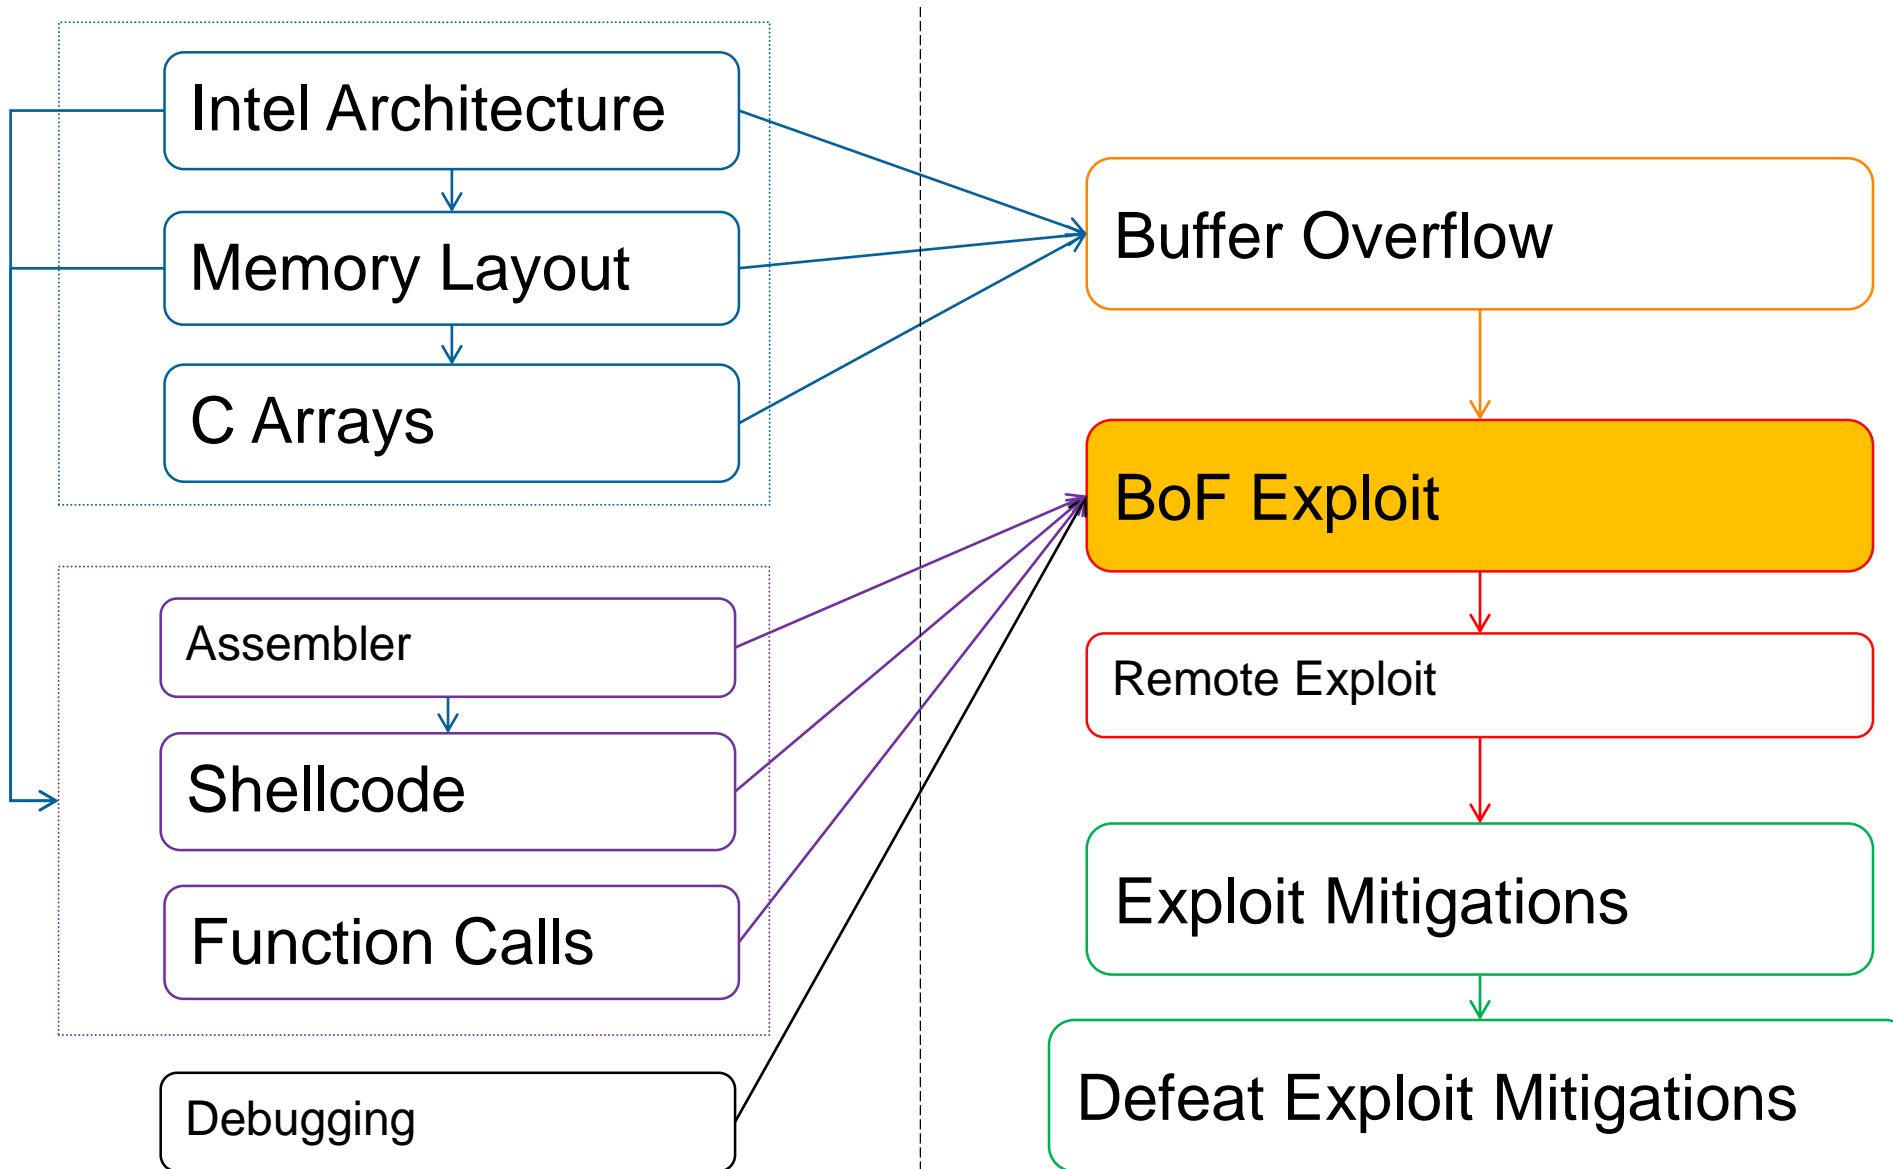 Intel Architecture
Memory Layout
C Arrays
Assembler
Shellcode
Function Calls
Debugging
Buffer Overflow
BoF Exploit
Remote Exploit
Exploit Mitigations
Defeat Exploit Mitigations